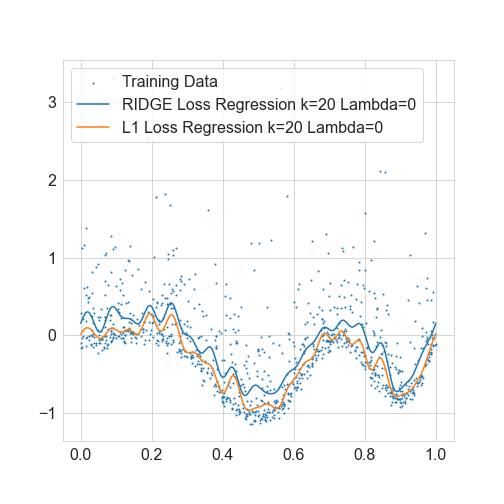 Training Data
RIDGE Loss Regression k=20 Lambda=0
L1 Loss Regression k=20 Lambda=0
3
2
1
0
−1
0.0 0.2 0.4 0.6 0.8 1.0